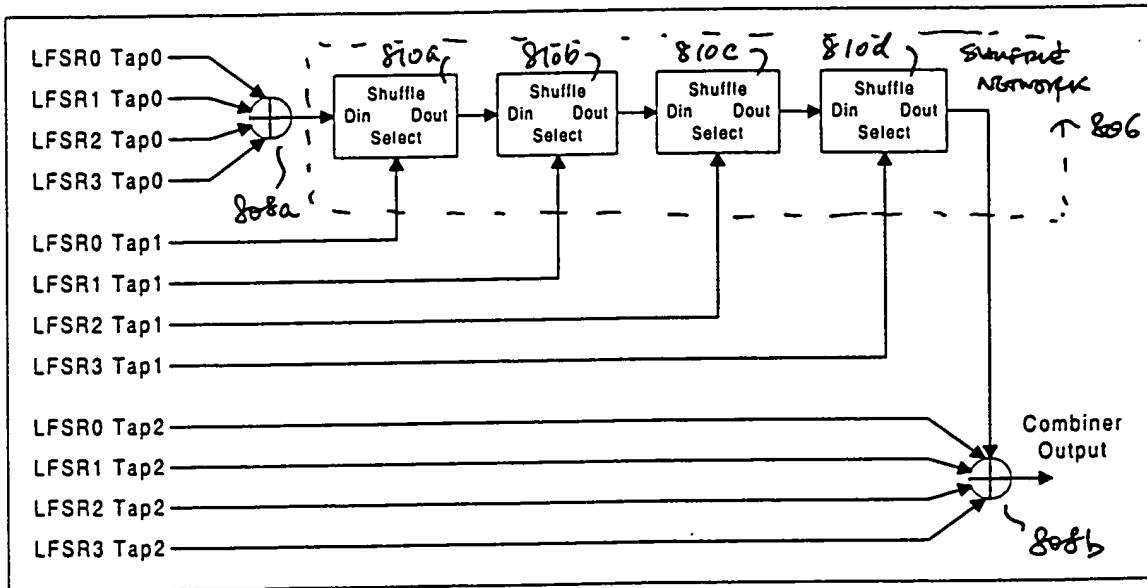 810a 810b 810c 810d SHUFFLE
NETWORK
806
LFSR0 Tap0
LFSR1 Tap0
LFSR2 Tap0
LFSR3 Tap0
Shuffle
Din Dout
Select
Shuffle
Din Dout
Select
Shuffle
Din Dout
Select
Shuffle
Din Dout
Select
808a
LFSR0 Tap1
LFSR1 Tap1
LFSR2 Tap1
LFSR3 Tap1
LFSR0 Tap2
LFSR1 Tap2
LFSR2 Tap2
LFSR3 Tap2
Combiner
Output
808b